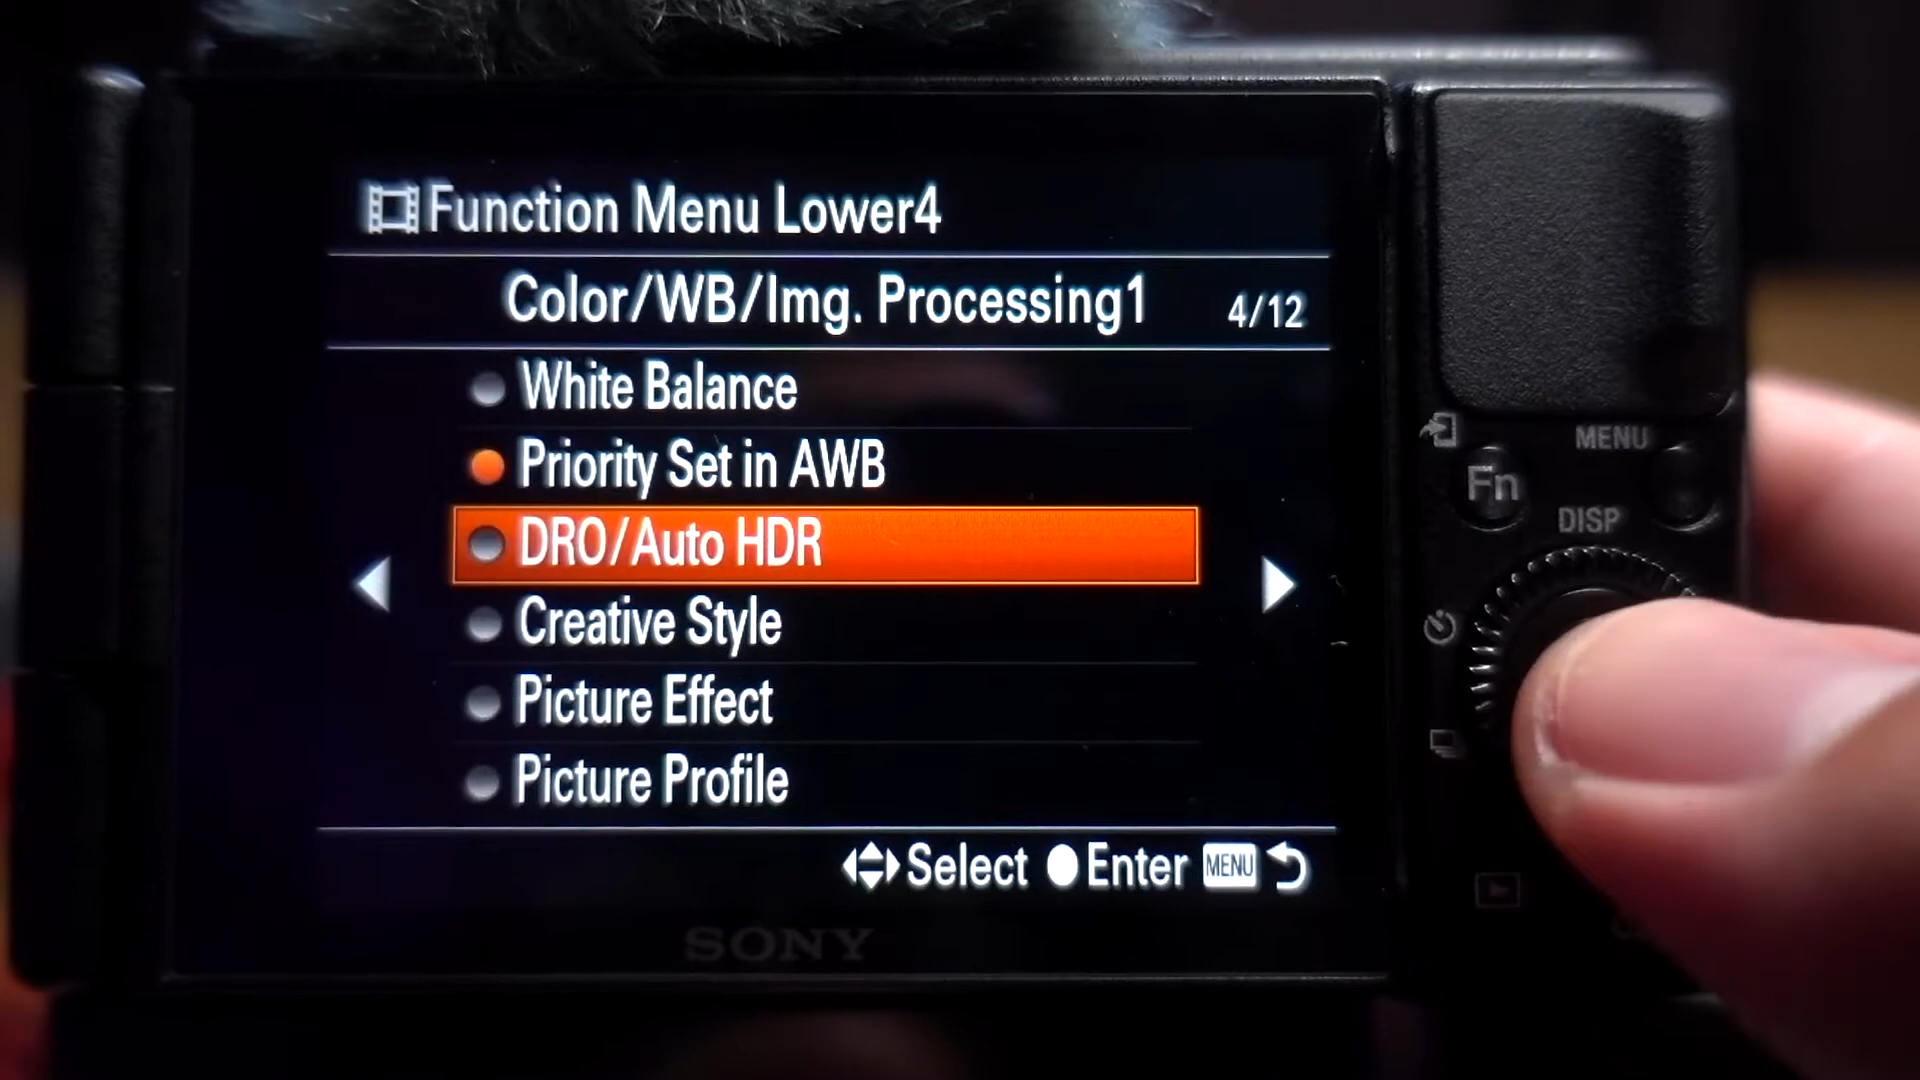 Function Menu Lower4
Color/WB/Img. Processing1 4/12
White Balance
Priority Set in AWB
DRO/Auto HDR
Creative Style
Picture Effect
Picture Profile
Select Enter MENU
SONY
MENU
Fn
DISP